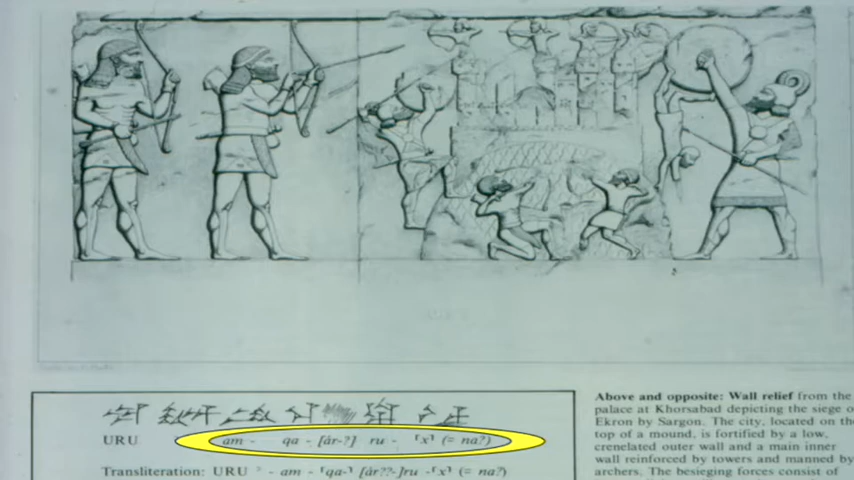 URU am - qa - [ár-?] ru - ⸢x⸣ (= na?)
Transliteration: URU ʾ - am - ⸢qa-⸣ [ár??-]ru -⸢x⸣ (= na?)
Above and opposite: Wall relief from the
palace at Khorsabad depicting the siege o
Ekron by Sargon. The city, located on th
top of a mound, is fortified by a low,
crenelated outer wall and a main inner
wall reinforced by towers and manned by
archers. The besieging forces consist of